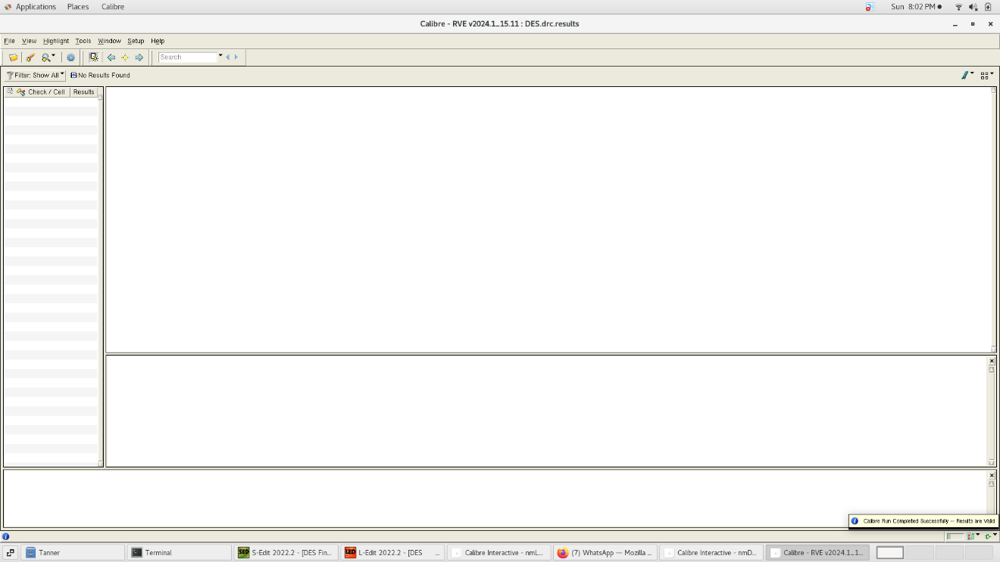 Applications Places Calibre Sun 8:02 PM
Calibre - RVE v2024.1_15.11 : DES.drc.results
File View Highlight Tools Window Setup Help
Search
Filter: Show All No Results Found
Check / Cell Results
Calibre Run Completed Successfully -- Results are Valid
Tanner Terminal S-Edit 2022.2 - [DES Fin... L-Edit 2022.2 - [DES ... Calibre Interactive - nmL... (7) WhatsApp — Mozilla ... Calibre Interactive - nmD... Calibre - RVE v2024.1_1...